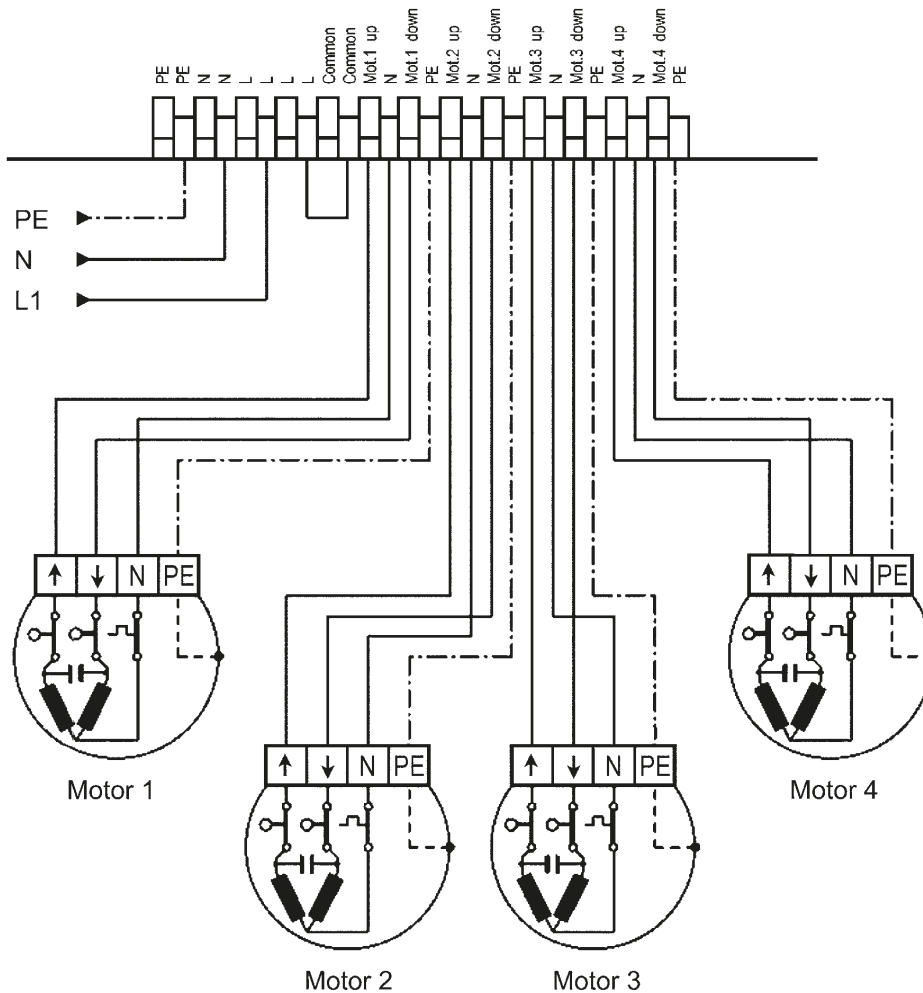 PE
PE
N
N
L
L
L
L
Common
Common
Mot.1 up
N
Mot.1 down
PE
Mot.2 up
N
Mot.2 down
PE
Mot.3 up
N
Mot.3 down
PE
Mot.4 up
N
Mot.4 down
PE
PE
N
L1
↑ ↓ N PE
↑ ↓ N PE
Motor 1
Motor 4
↑ ↓ N PE
↑ ↓ N PE
Motor 2
Motor 3